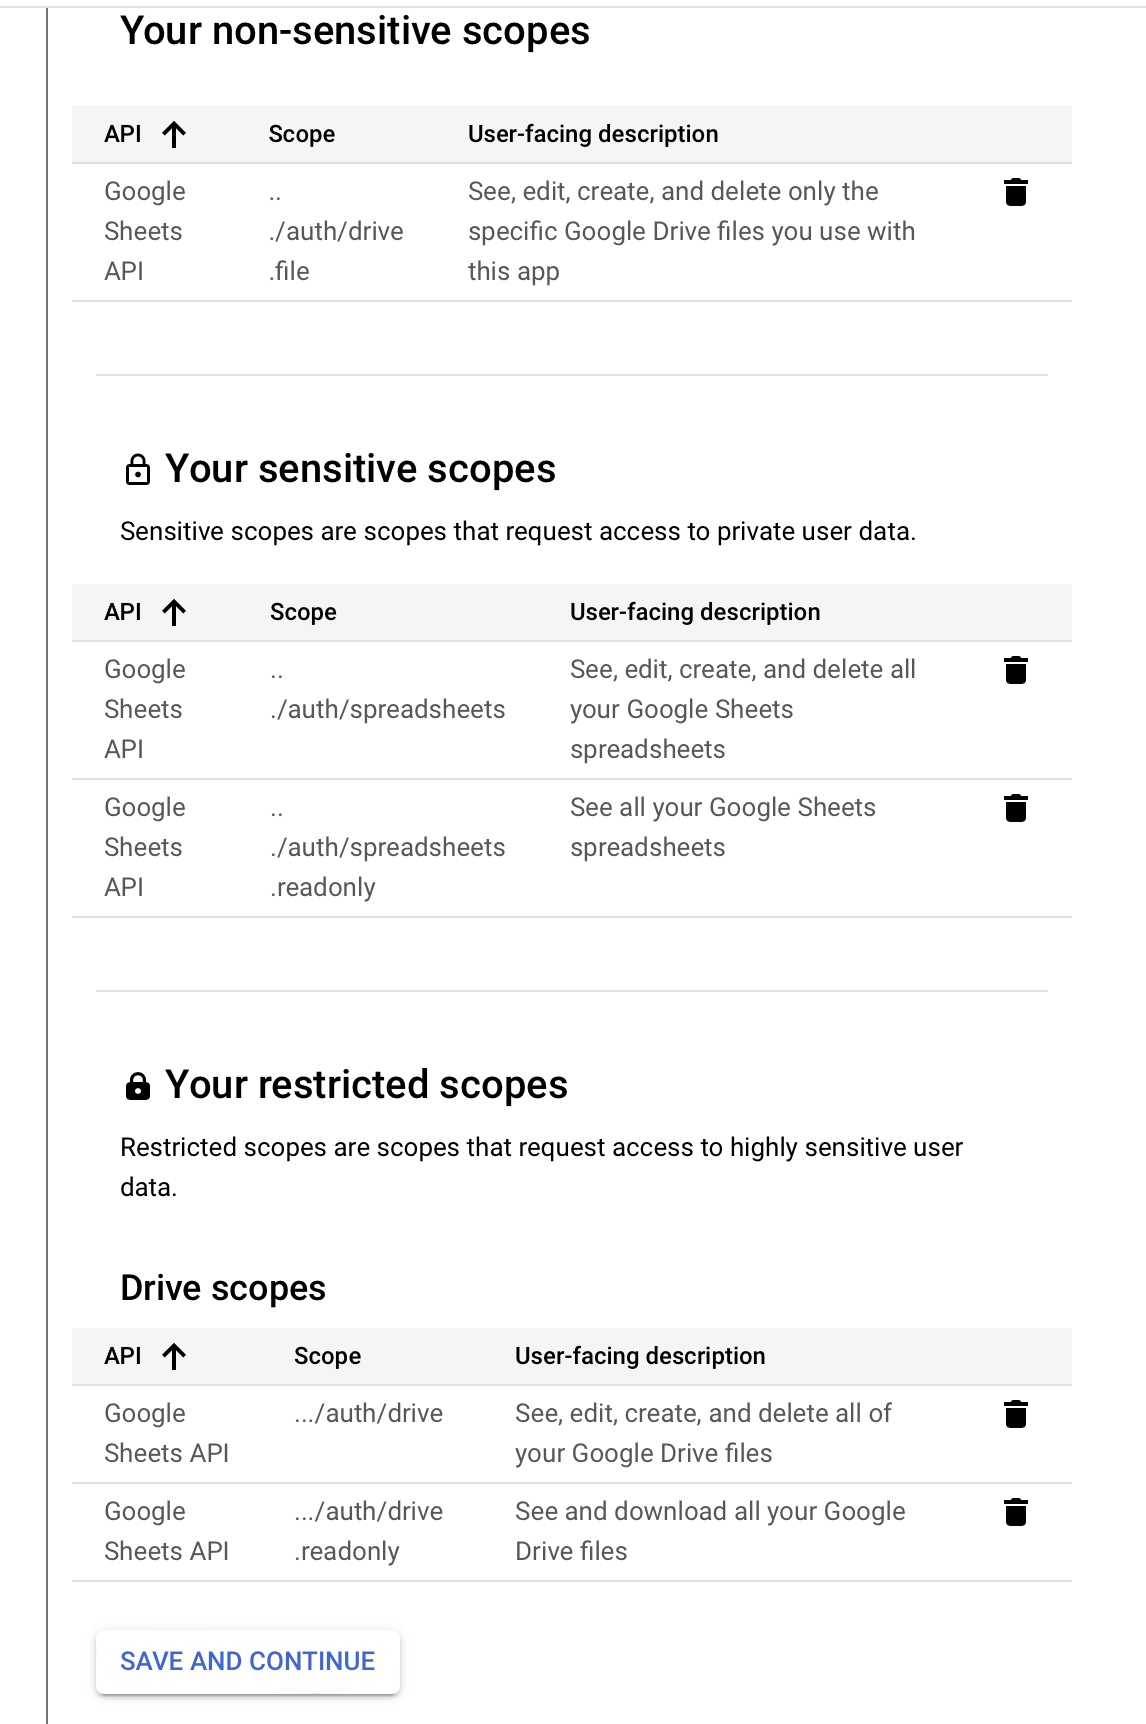 Your non-sensitive scopes
API Scope User-facing description
Google .. See, edit, create, and delete only the
Sheets ./auth/drive specific Google Drive files you use with
API .file this app
Your sensitive scopes
Sensitive scopes are scopes that request access to private user data.
API Scope User-facing description
Google .. See, edit, create, and delete all
Sheets ./auth/spreadsheets your Google Sheets
API spreadsheets
Google .. See all your Google Sheets
Sheets ./auth/spreadsheets spreadsheets
API .readonly
Your restricted scopes
Restricted scopes are scopes that request access to highly sensitive user
data.
Drive scopes
API Scope User-facing description
Google .../auth/drive See, edit, create, and delete all of
Sheets API your Google Drive files
Google .../auth/drive See and download all your Google
Sheets API .readonly Drive files
SAVE AND CONTINUE